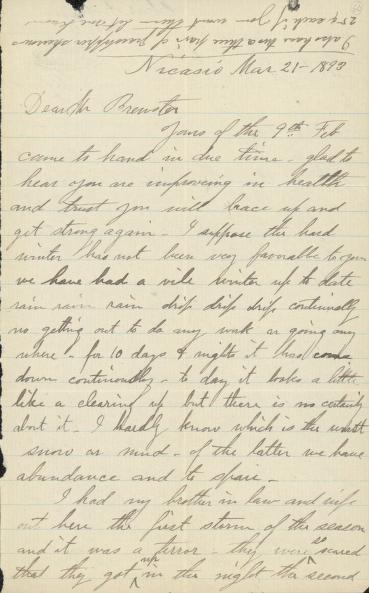 I also have two or three pairs of grasshopper sparrows
25¢ each if you want them let me know
Nicasio Mar 21 - 1893
Dear Mr Brewster
Yours of the 9th Feb
came to hand in due time - glad to
hear you are improving in health
and trust you will brace up and
get strong again - I suppose the hard
winter has not been very favorable to you
we have had a vile winter up to date
rain rain rain drip drip drip continually
no getting out to do any work or going any
where - for 10 days & nights it has come
down continuously - to day it looks a little
like a clearing up but there is no certainty
about it - I hardly know which is the worst
snow or mud - of the latter we have
abundance and to spare -
I had my brother in law and wife
out here the first storm of the season
and it was a terror - they were so scared
that they got up in the night the second